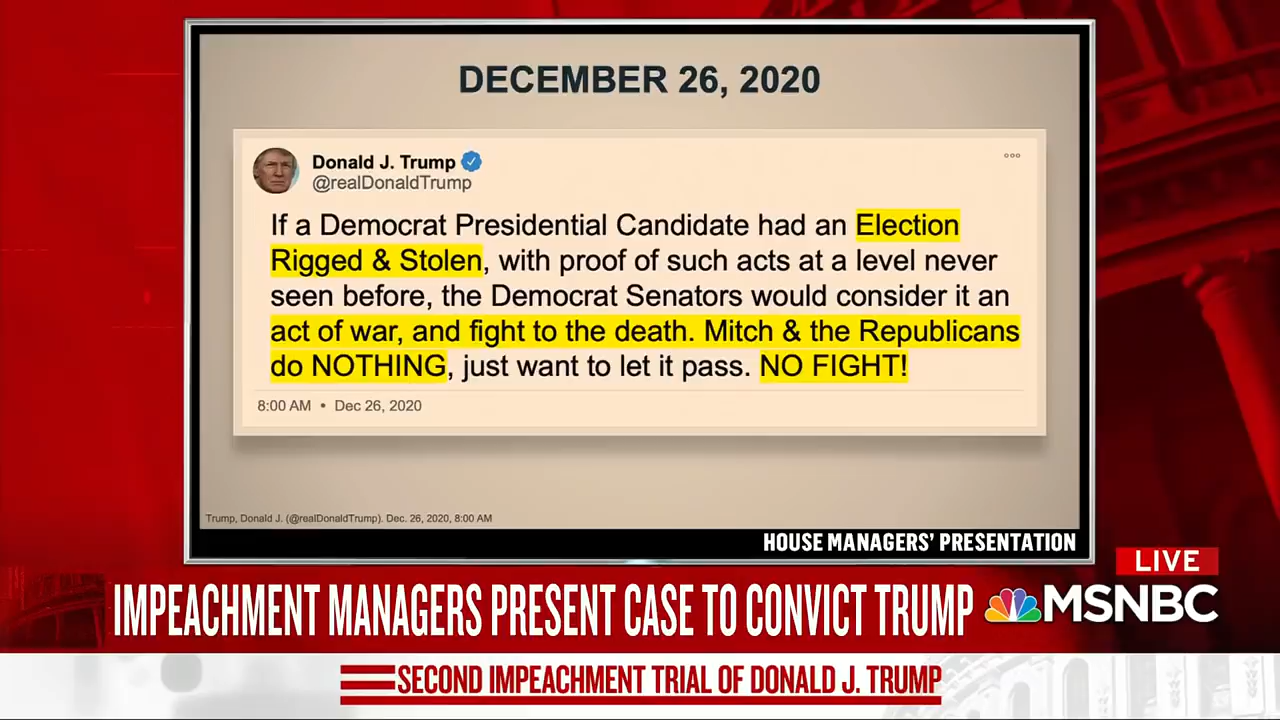 DECEMBER 26, 2020
Donald J. Trump
@realDonaldTrump
If a Democrat Presidential Candidate had an Election
Rigged & Stolen, with proof of such acts at a level never
seen before, the Democrat Senators would consider it an
act of war, and fight to the death. Mitch & the Republicans
do NOTHING, just want to let it pass. NO FIGHT!
8:00 AM • Dec 26, 2020
Trump, Donald J. (@realDonaldTrump). Dec. 26, 2020, 8:00 AM
HOUSE MANAGERS' PRESENTATION
LIVE
IMPEACHMENT MANAGERS PRESENT CASE TO CONVICT TRUMP
MSNBC
SECOND IMPEACHMENT TRIAL OF DONALD J. TRUMP